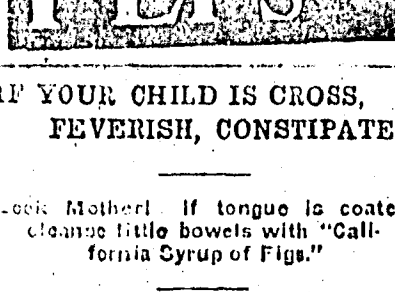 IF YOUR CHILD IS CROSS,
FEVERISH, CONSTIPATE
Look Mother! If tongue is coate
cleanse little bowels with "Cali-
fornia Syrup of Figs."